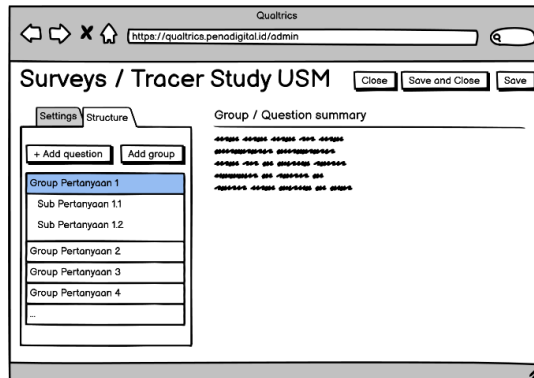 Qualtrics
https://qualtrics.penadigital.id/admin
Surveys / Tracer Study USM
Close
Save and Close
Save
Settings
Structure
Group / Question summary
+ Add question
Add group
Group Pertanyaan 1
Sub Pertanyaan 1.1
Sub Pertanyaan 1.2
Group Pertanyaan 2
Group Pertanyaan 3
Group Pertanyaan 4
...